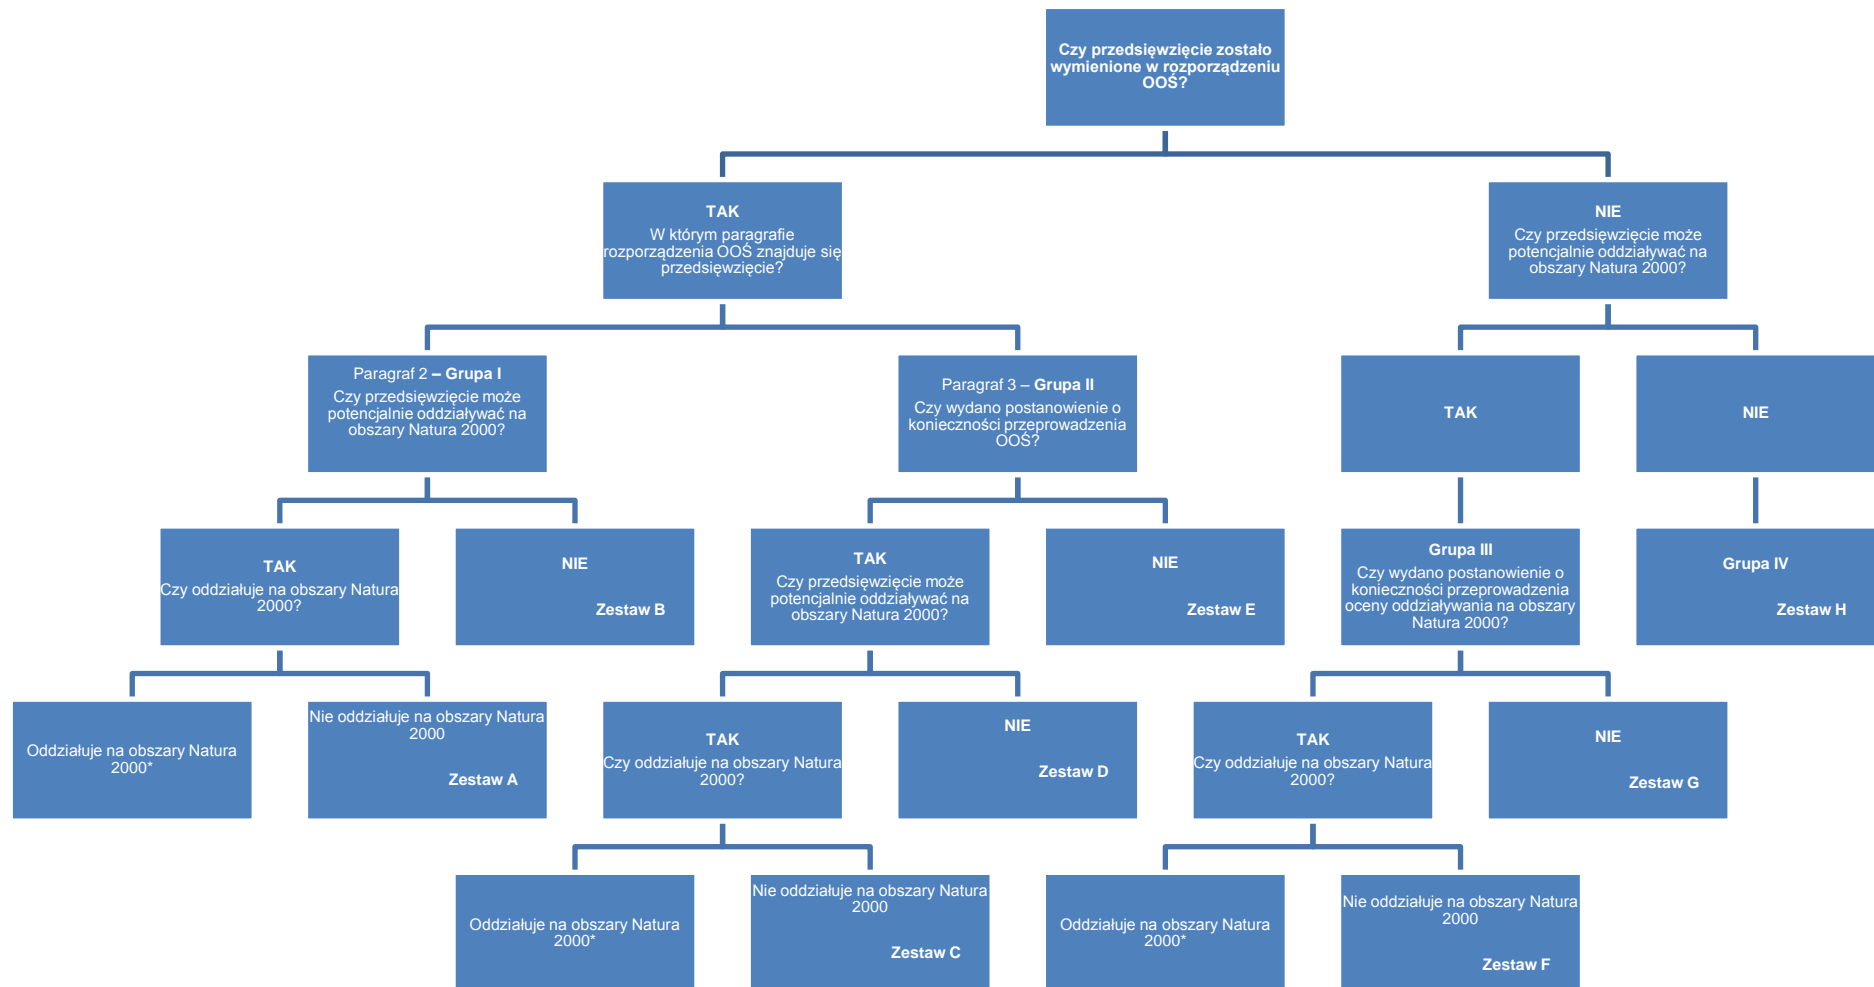 Czy przedsięwzięcie zostało
wymienione w rozporządzeniu
OOŚ?
TAK
W którym paragrafie
rozporządzenia OOŚ znajduje się
przedsięwzięcie?
NIE
Czy przedsięwzięcie może
potencjalnie oddziaływać na
obszary Natura 2000?
Paragraf 2 – Grupa I
Czy przedsięwzięcie może
potencjalnie oddziaływać na
obszary Natura 2000?
Paragraf 3 – Grupa II
Czy wydano postanowienie o
konieczności przeprowadzenia
OOŚ?
TAK
NIE
TAK
Czy oddziałuje na obszary Natura
2000?
NIE
Zestaw B
TAK
Czy przedsięwzięcie może
potencjalnie oddziaływać na
obszary Natura 2000?
NIE
Zestaw E
Grupa III
Czy wydano postanowienie o
konieczności przeprowadzenia
oceny oddziaływania na obszary
Natura 2000?
Grupa IV
Zestaw H
Oddziałuje na obszary Natura
2000*
Nie oddziałuje na obszary Natura
2000
Zestaw A
TAK
Czy oddziałuje na obszary Natura
2000?
NIE
Zestaw D
TAK
Czy oddziałuje na obszary Natura
2000?
NIE
Zestaw G
Oddziałuje na obszary Natura
2000*
Nie oddziałuje na obszary Natura
2000
Zestaw C
Oddziałuje na obszary Natura
2000*
Nie oddziałuje na obszary Natura
2000
Zestaw F